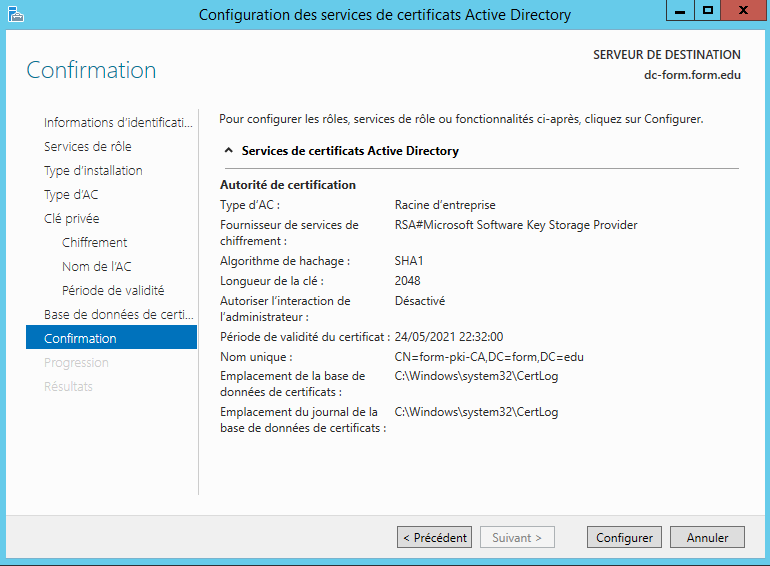 Configuration des services de certificats Active Directory
Confirmation
SERVEUR DE DESTINATION
dc-form.form.edu
Informations d'identificati...
Services de rôle
Type d'installation
Type d'AC
Clé privée
Chiffrement
Nom de l'AC
Période de validité
Base de données de certi...
Confirmation
Progression
Résultats
Pour configurer les rôles, services de rôle ou fonctionnalités ci-après, cliquez sur Configurer.
Services de certificats Active Directory
Autorité de certification
Type d'AC : Racine d'entreprise
Fournisseur de services de RSA#Microsoft Software Key Storage Provider
chiffrement :
Algorithme de hachage : SHA1
Longueur de la clé : 2048
Autoriser l'interaction de Désactivé
l'administrateur :
Période de validité du certificat : 24/05/2021 22:32:00
Nom unique : CN=form-pki-CA,DC=form,DC=edu
Emplacement de la base de C:\Windows\system32\CertLog
données de certificats :
Emplacement du journal de la C:\Windows\system32\CertLog
base de données de certificats :
< Précédent Suivant > Configurer Annuler